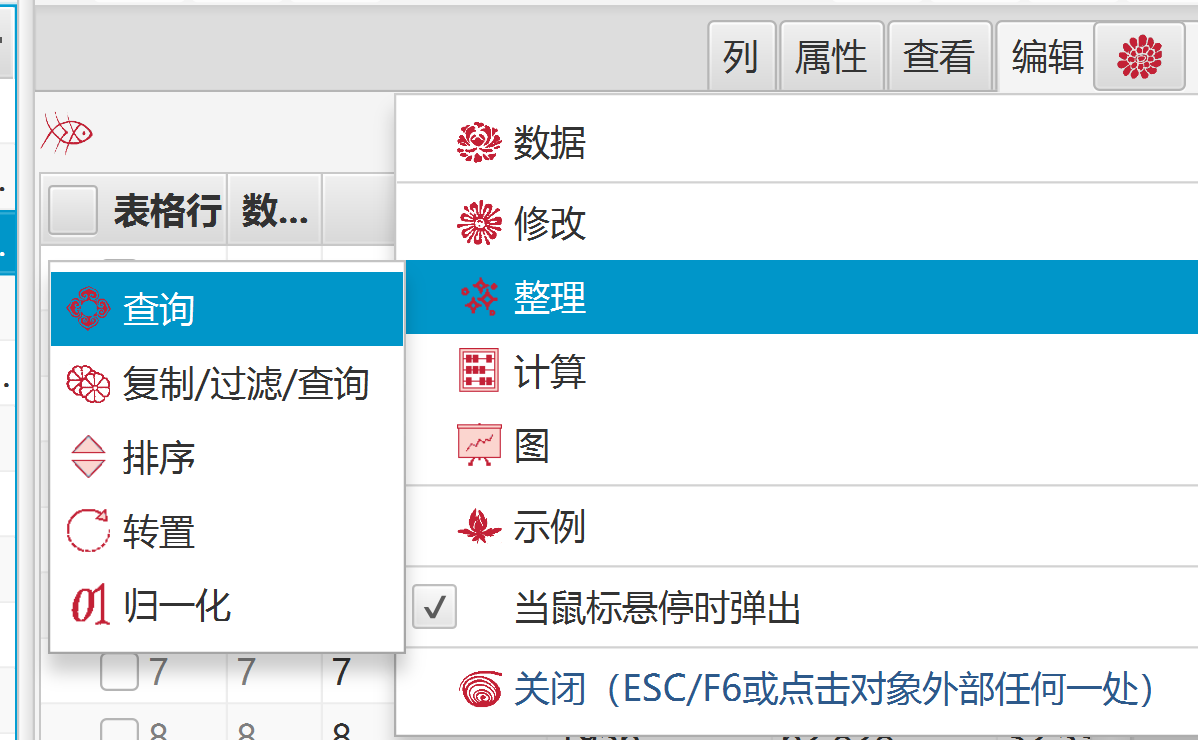 列 属性 查看 编辑
数据
表格行 数... 修改
查询 整理
复制/过滤/查询 计算
排序 图
转置 示例
归一化 当鼠标悬停时弹出
7 7 7 关闭（ESC/F6或点击对象外部任何一处）
8 8 8